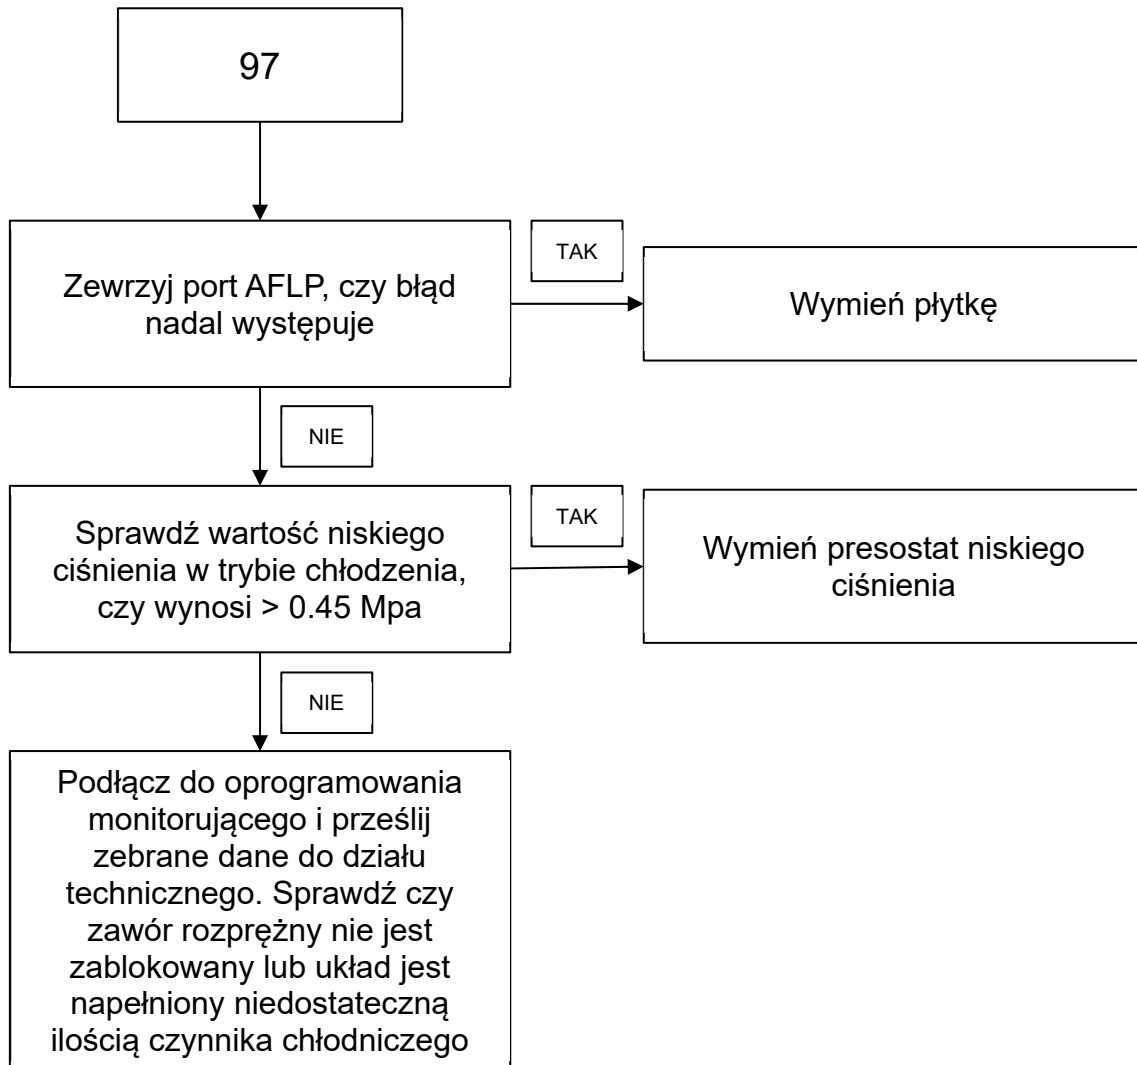 97
Zewrzyj port AFLP, czy błąd
nadal występuje
TAK
Wymień płytkę
NIE
Sprawdź wartość niskiego
ciśnienia w trybie chłodzenia,
czy wynosi > 0.45 Mpa
TAK
Wymień presostat niskiego
ciśnienia
NIE
Podłącz do oprogramowania
monitorującego i prześlij
zebrane dane do działu
technicznego. Sprawdź czy
zawór rozprężny nie jest
zablokowany lub układ jest
napełniony niedostateczną
ilością czynnika chłodniczego